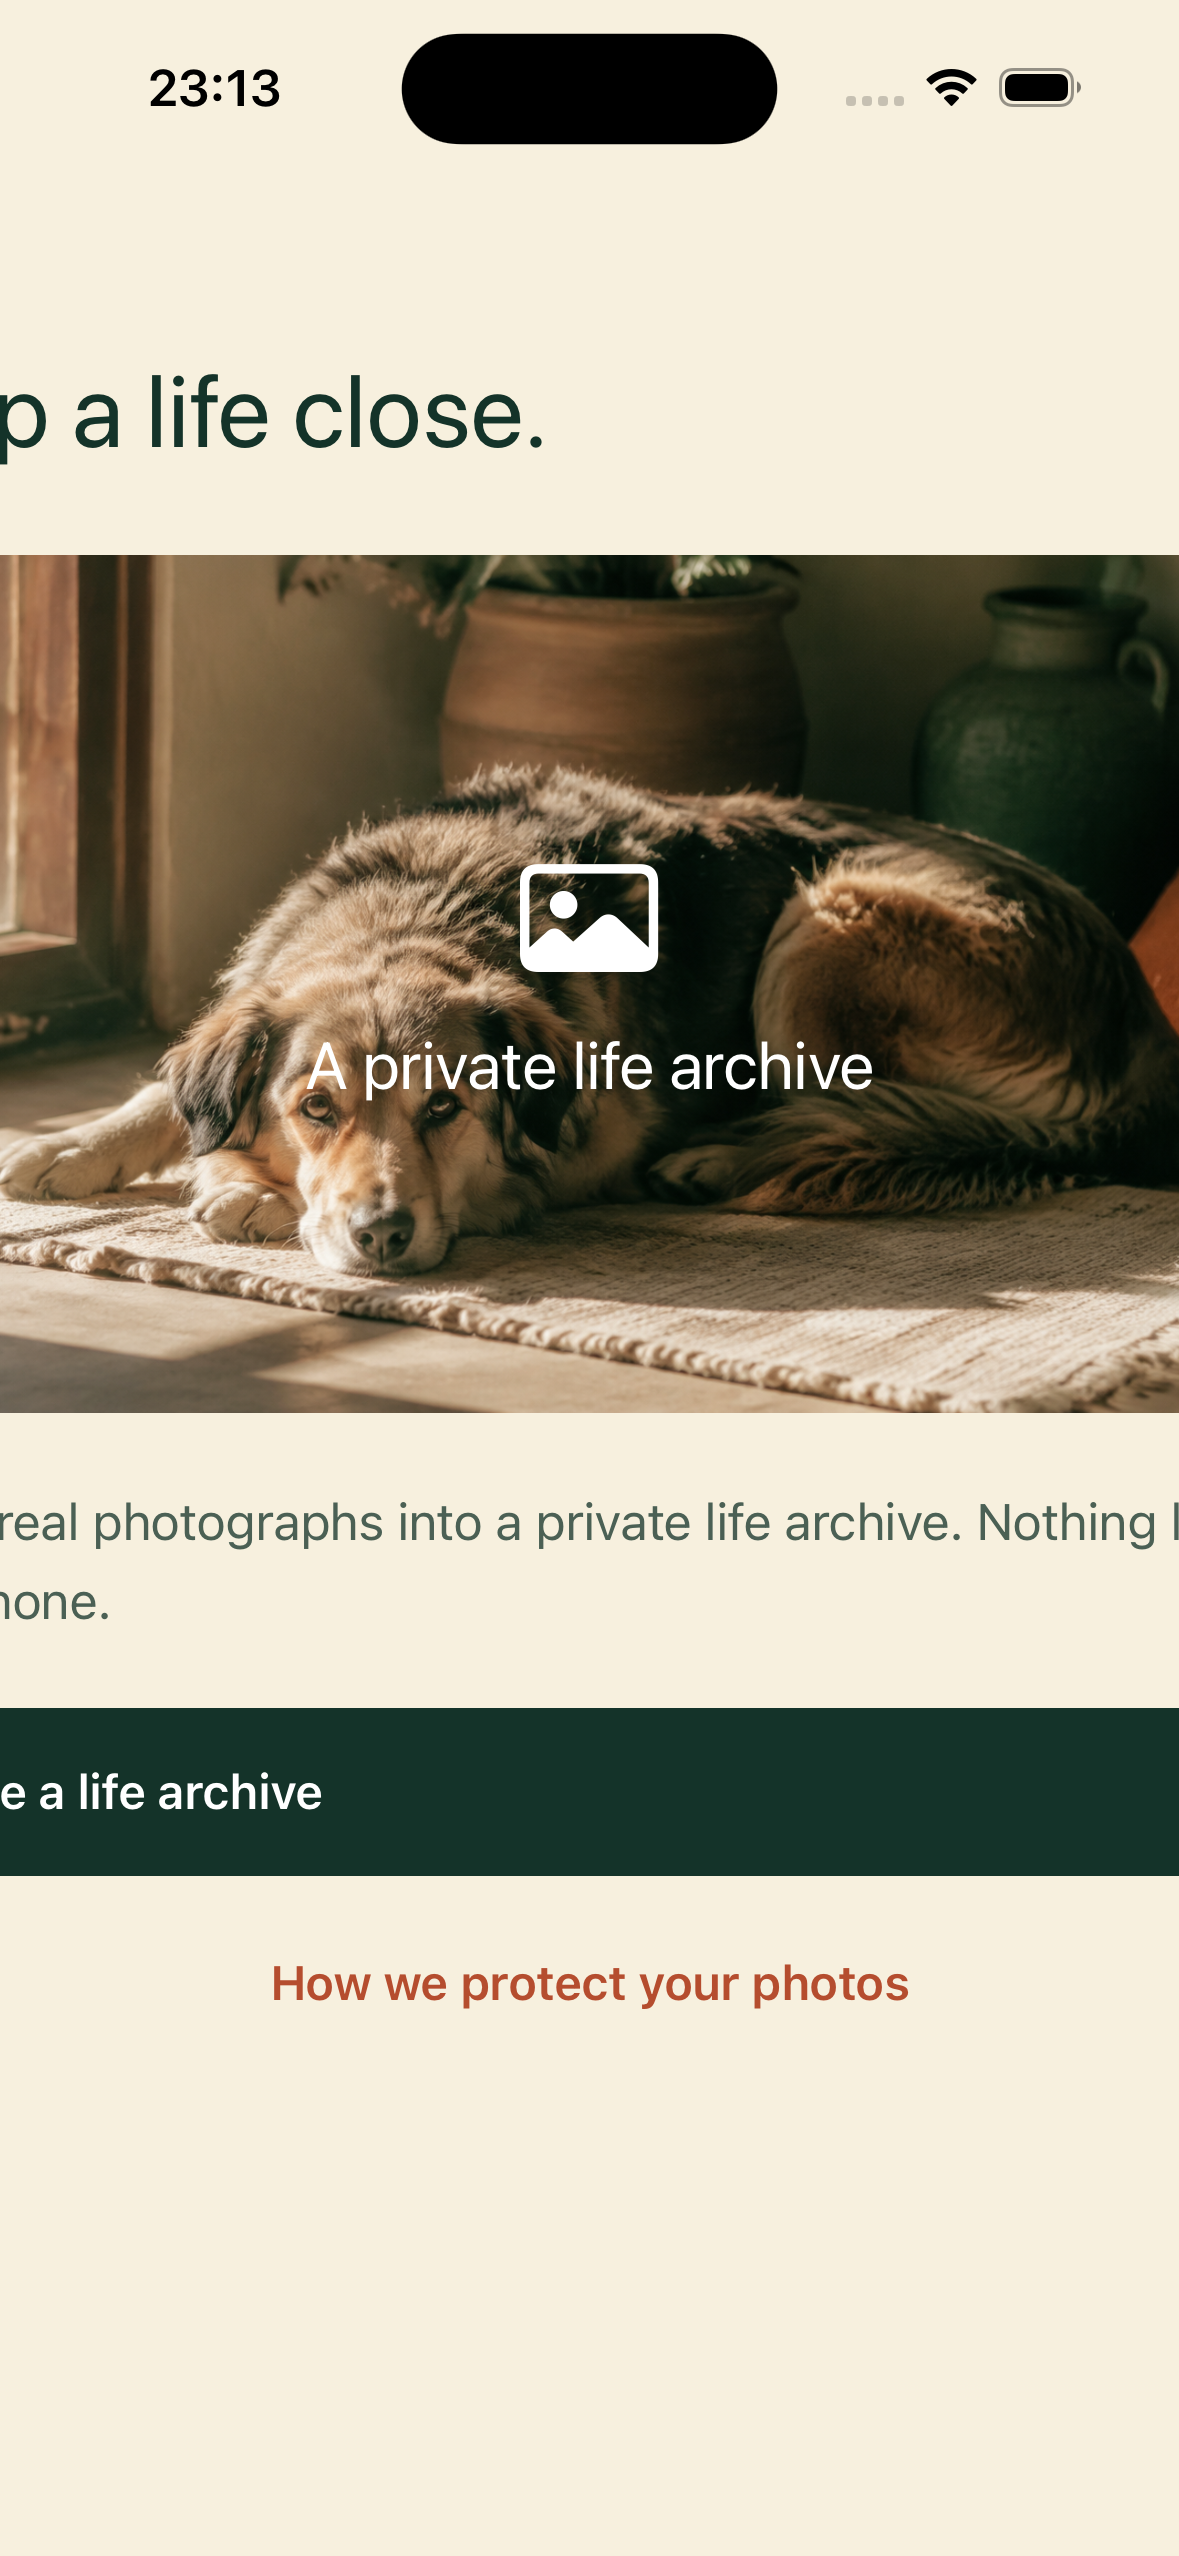 23:13
p a life close.
A private life archive
real photographs into a private life archive. Nothing l
hone.
e a life archive
How we protect your photos